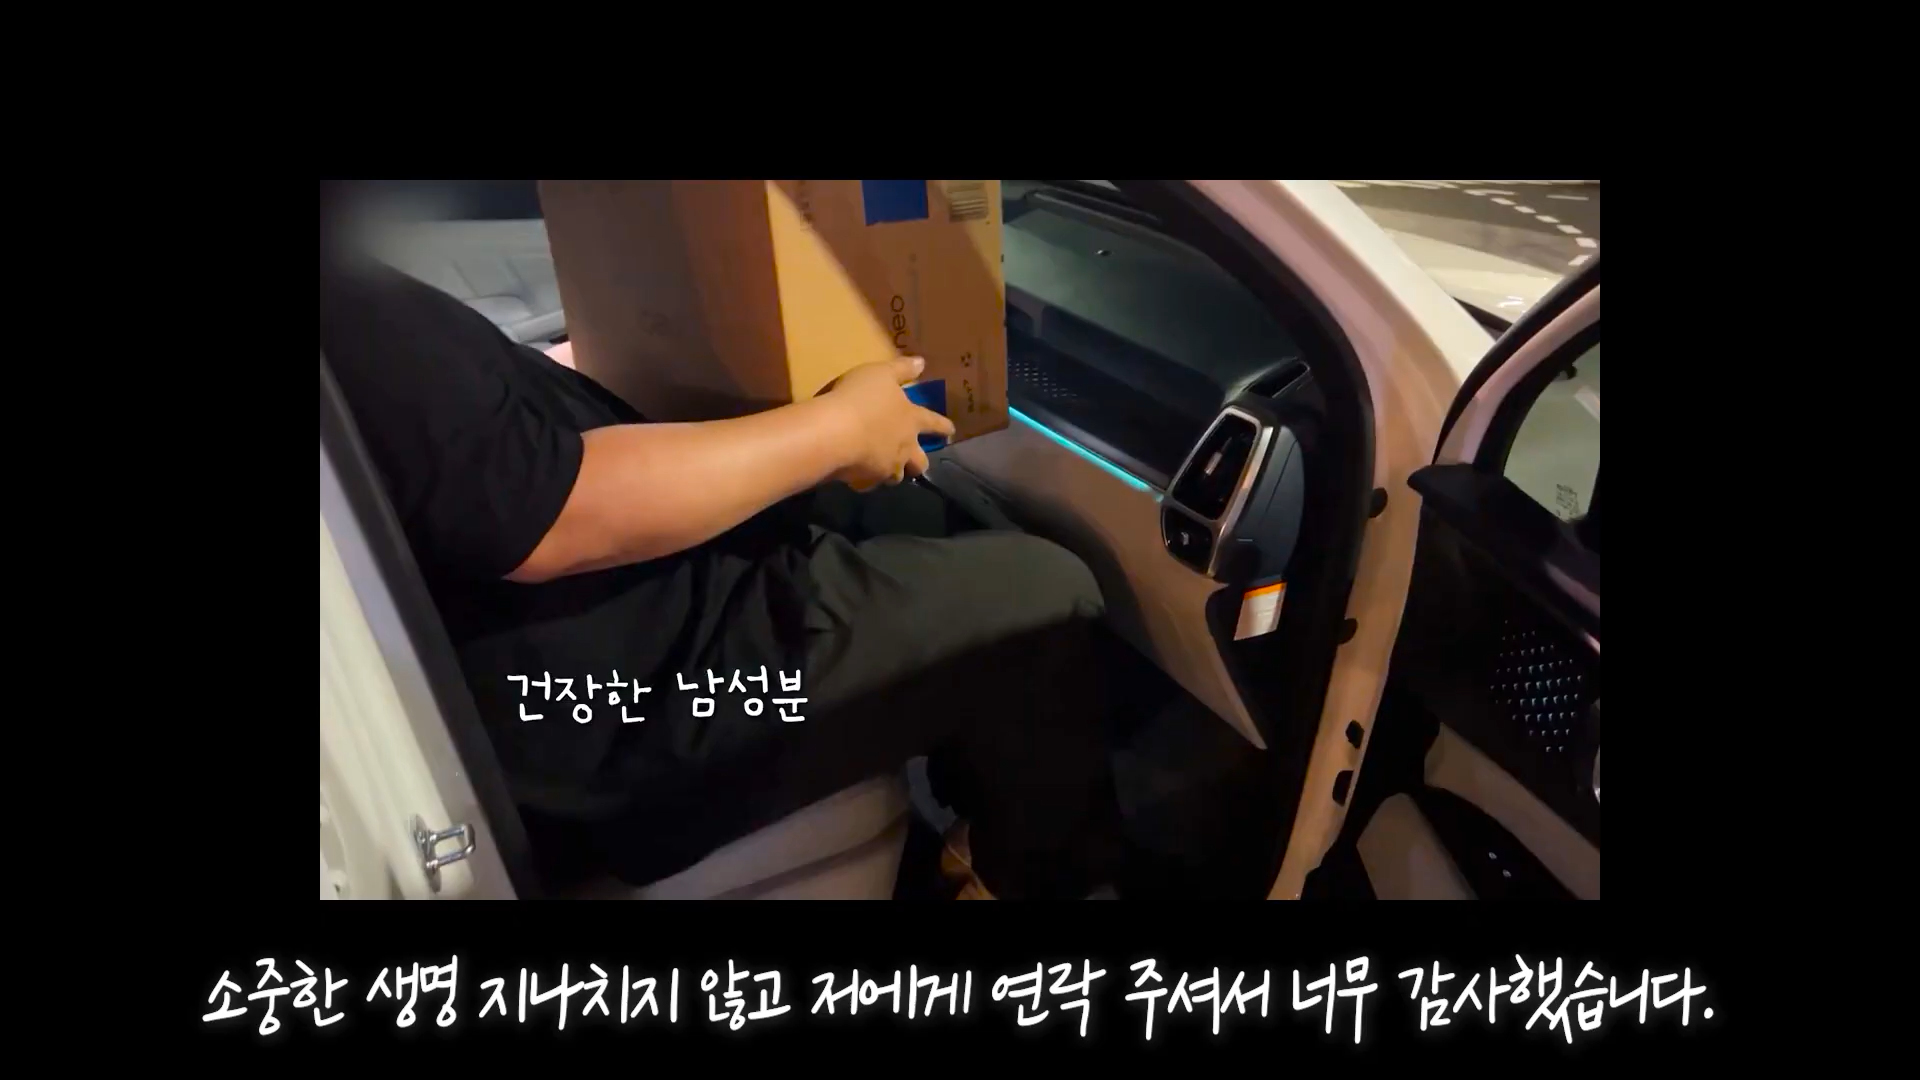 neo
건장한 남성분
소중한 생명 지나치지 않고 저에게 연락 주셔서 너무 감사했습니다.